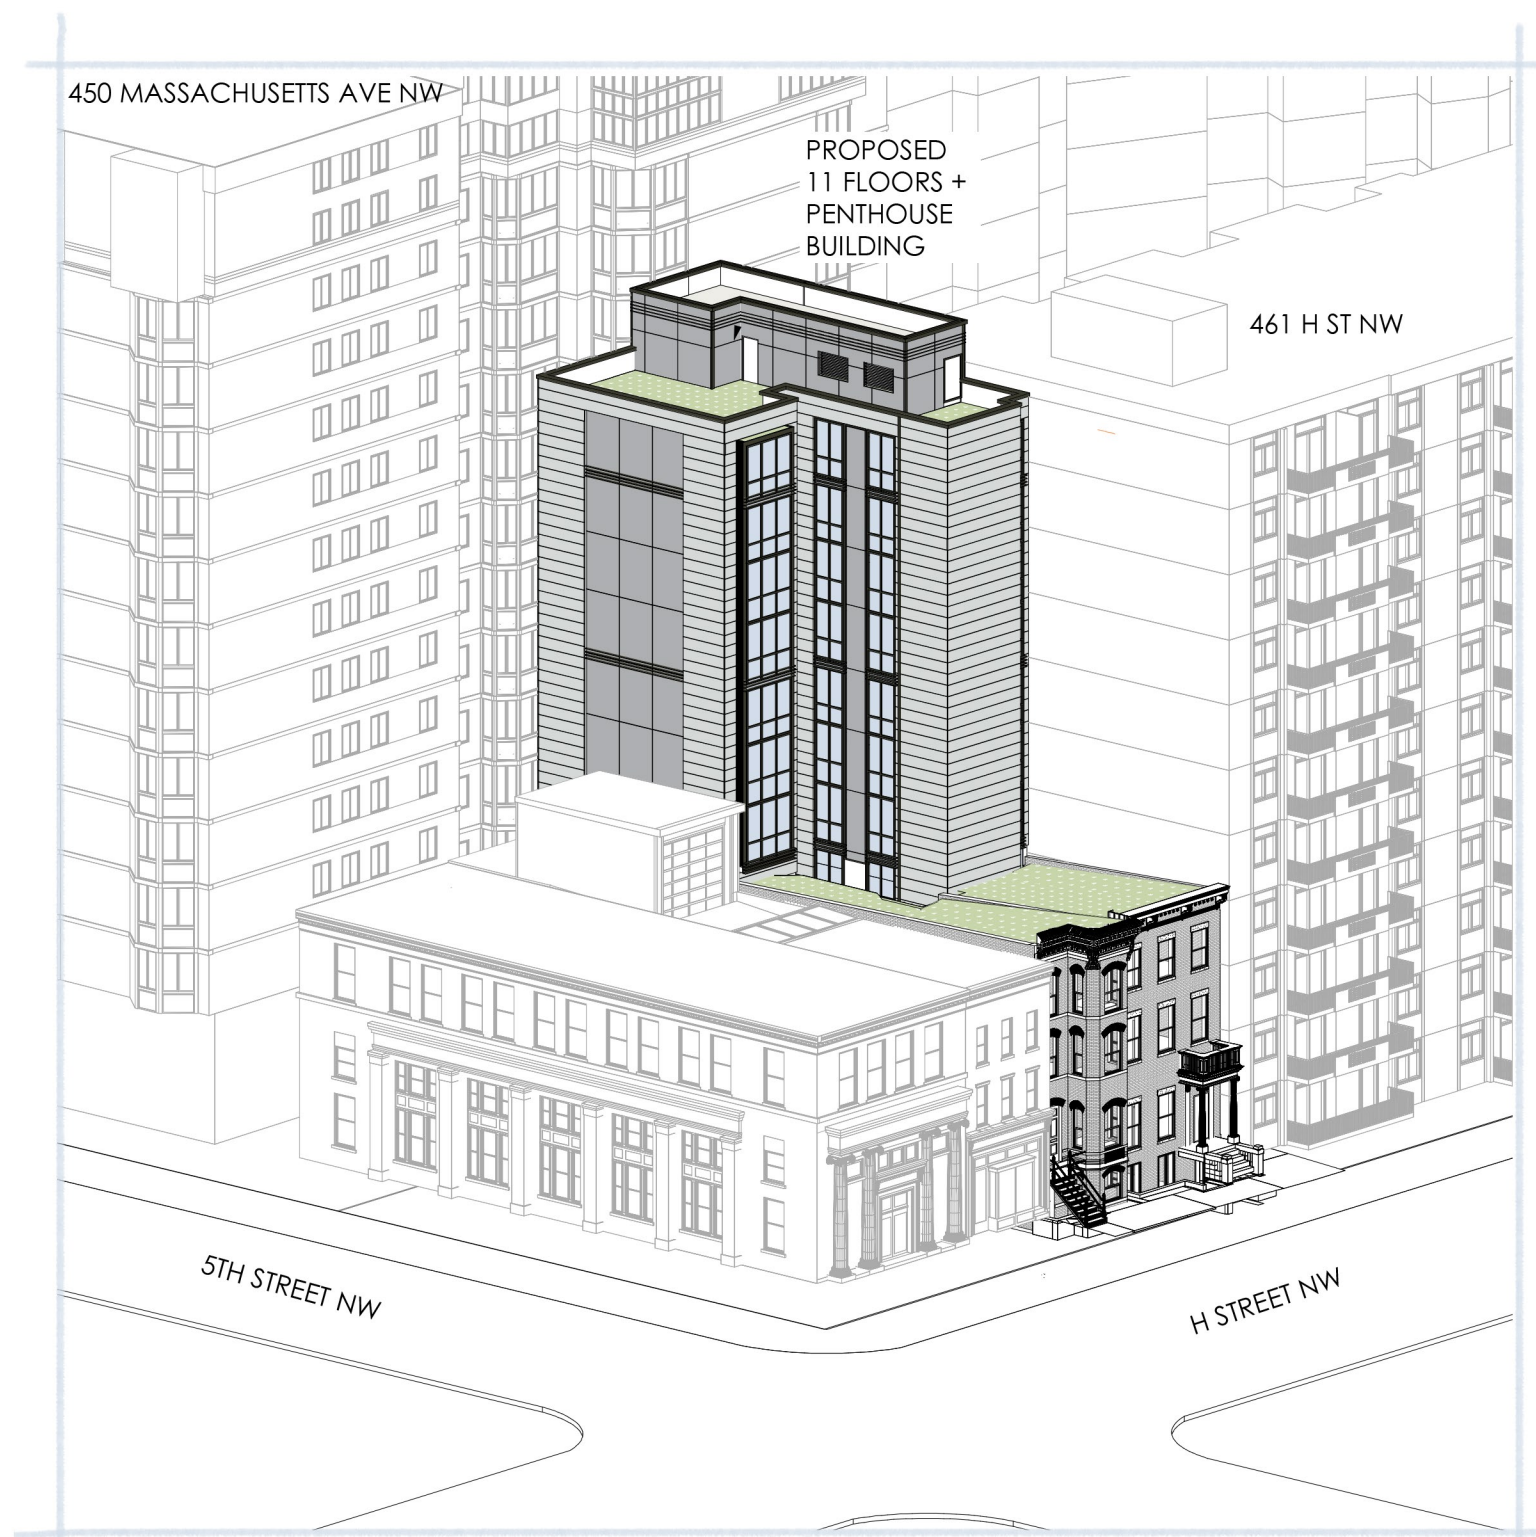 450 MASSACHUSETTS AVE NW
PROPOSED
11 FLOORS +
PENTHOUSE
BUILDING
461 H ST NW
5TH STREET NW
H STREET NW